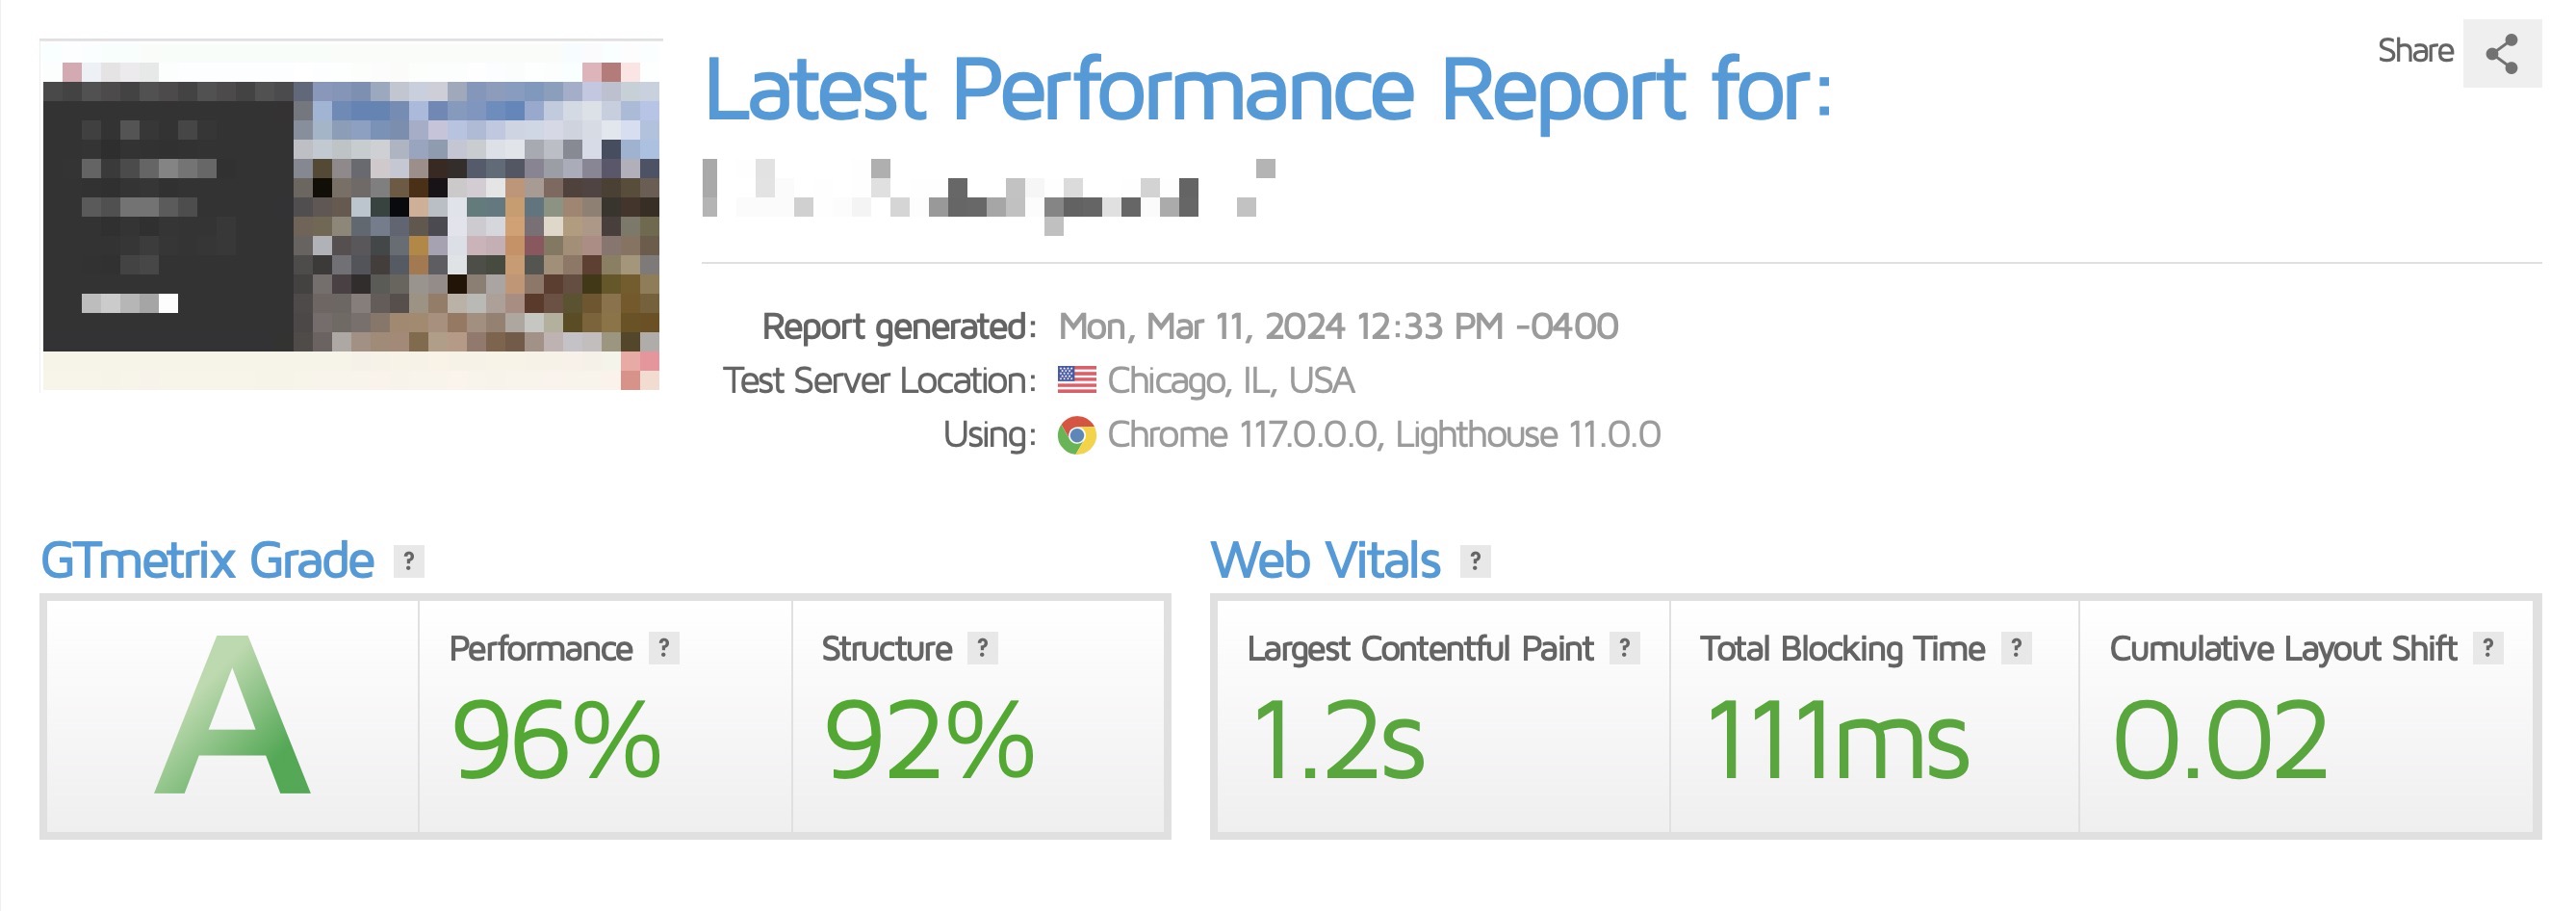 Share
Latest Performance Report for:
Report generated: Mon, Mar 11, 2024 12:33 PM -0400
Test Server Location: Chicago, IL, USA
Using: Chrome 117.0.0.0, Lighthouse 11.0.0
GTmetrix Grade ?
A
Performance ?
96%
Structure ?
92%
Web Vitals ?
Largest Contentful Paint ?
1.2s
Total Blocking Time ?
111ms
Cumulative Layout Shift ?
0.02